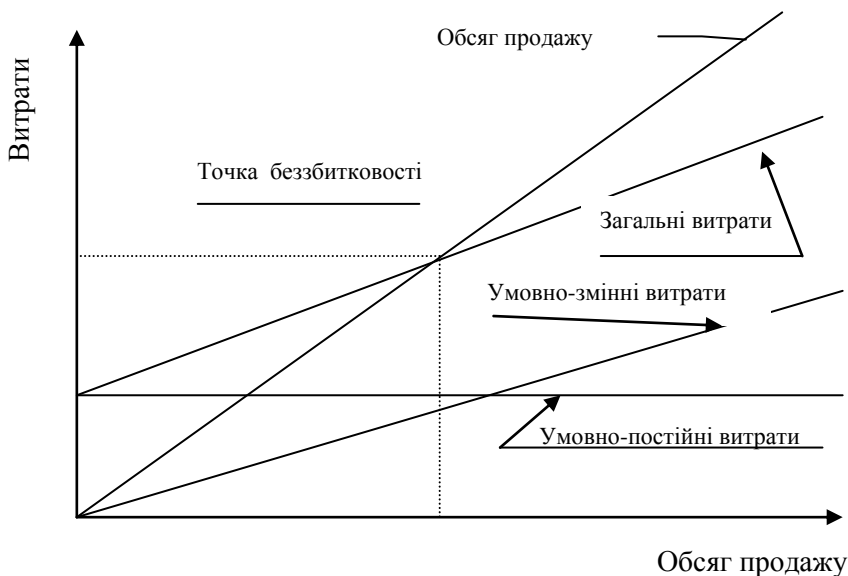 Обсяг продажу
Витрати
Точка беззбитковості
Загальні витрати
Умовно-змінні витрати
Умовно-постійні витрати
Обсяг продажу